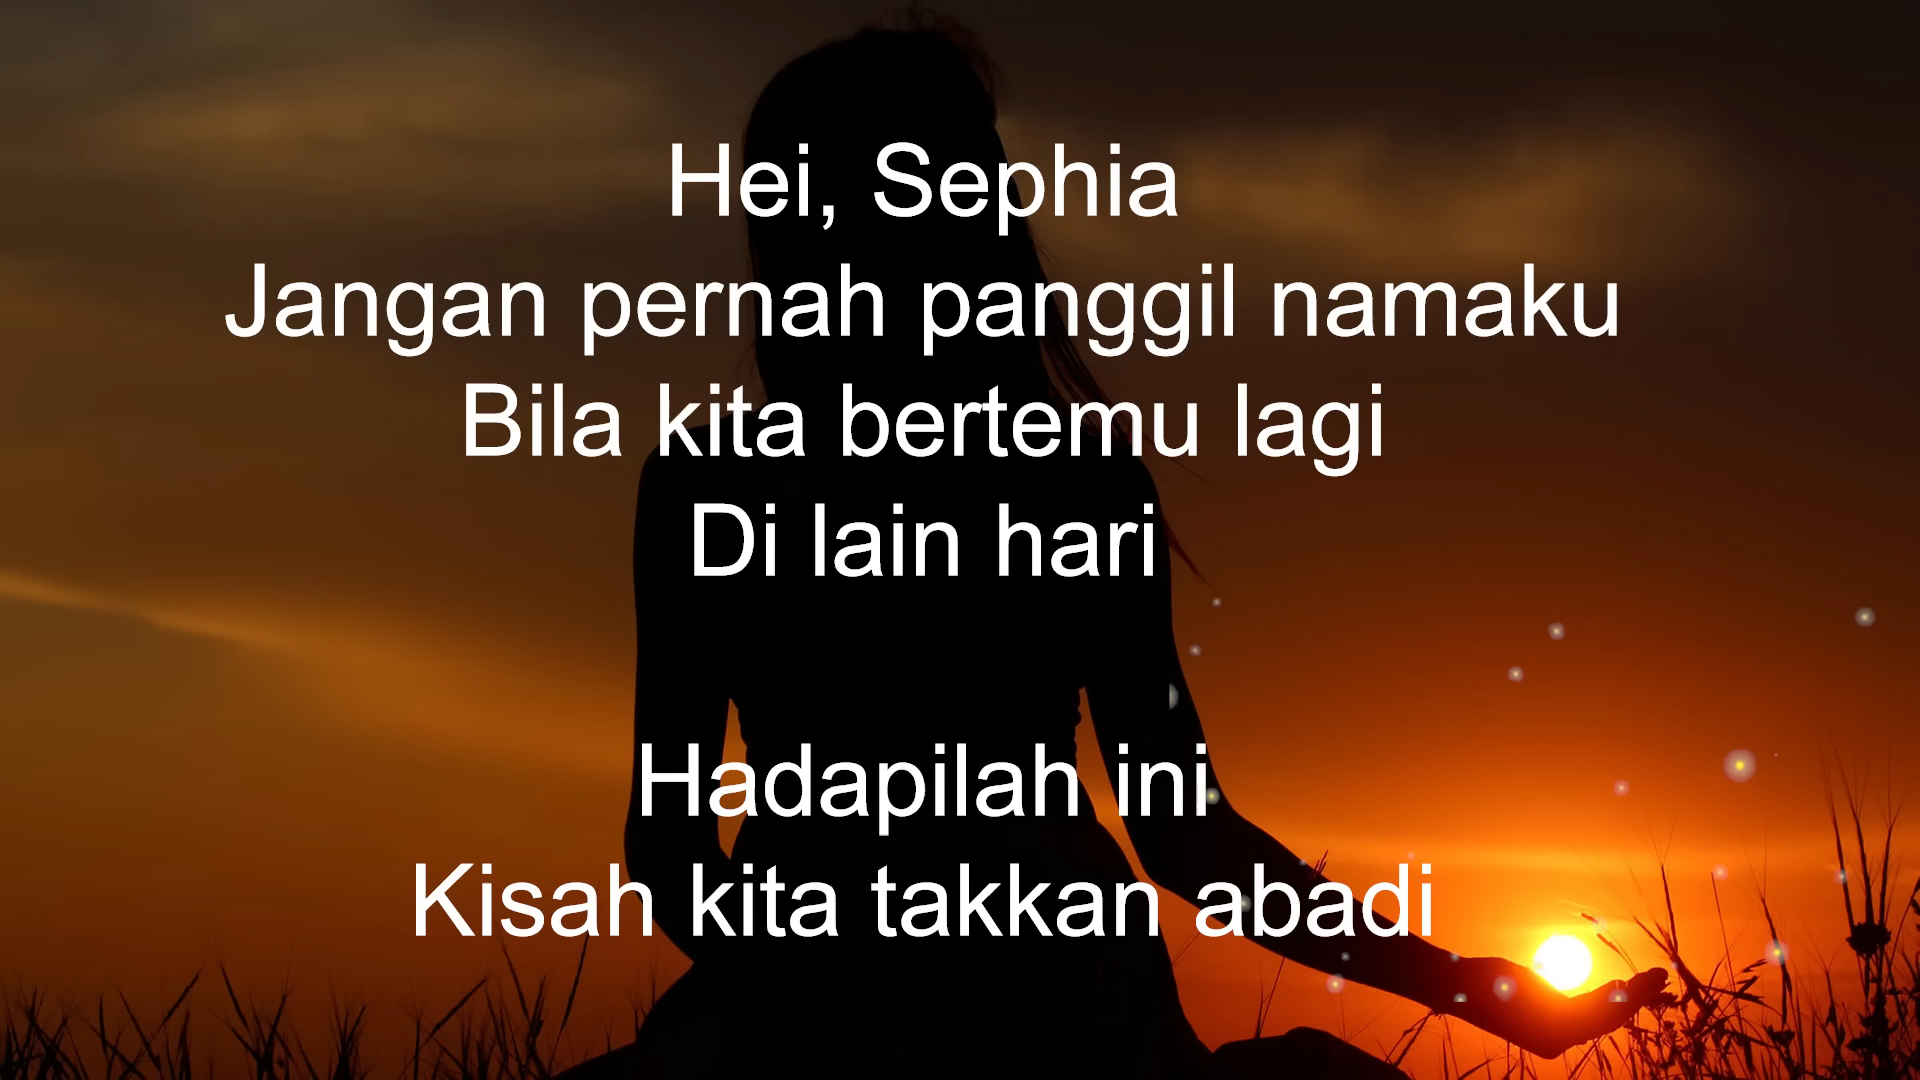 Hei, Sephia
Jangan pernah panggil namaku
Bila kita bertemu lagi
Di lain hari
Hadapilah ini
Kisah kita takkan abadi